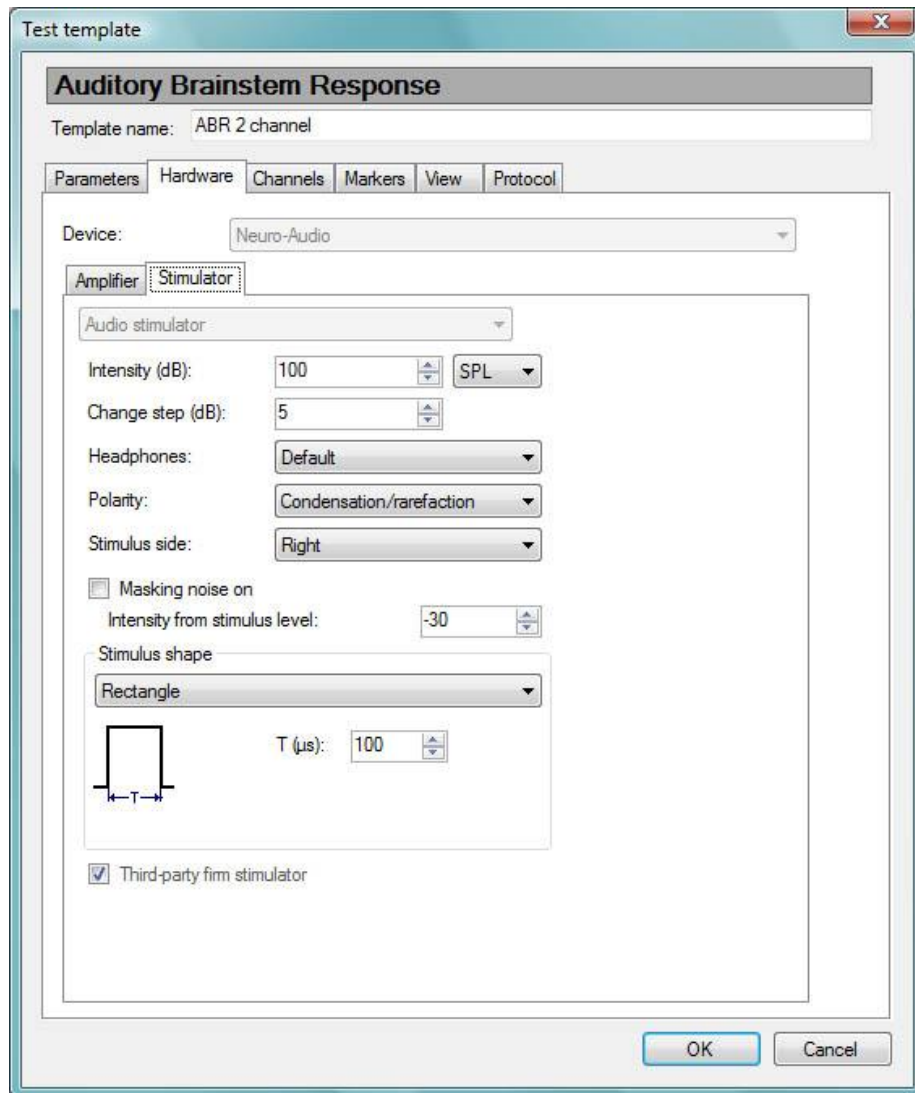 Test template
Auditory Brainstem Response
Template name: ABR 2 channel
Parameters Hardware Channels Markers View Protocol
Device: Neuro-Audio
Amplifier Stimulator
Audio stimulator
Intensity (dB): 100 SPL
Change step (dB): 5
Headphones: Default
Polarity: Condensation/rarefaction
Stimulus side: Right
Masking noise on
Intensity from stimulus level: -30
Stimulus shape
Rectangle
T (µs): 100
T
Third-party firm stimulator
OK Cancel